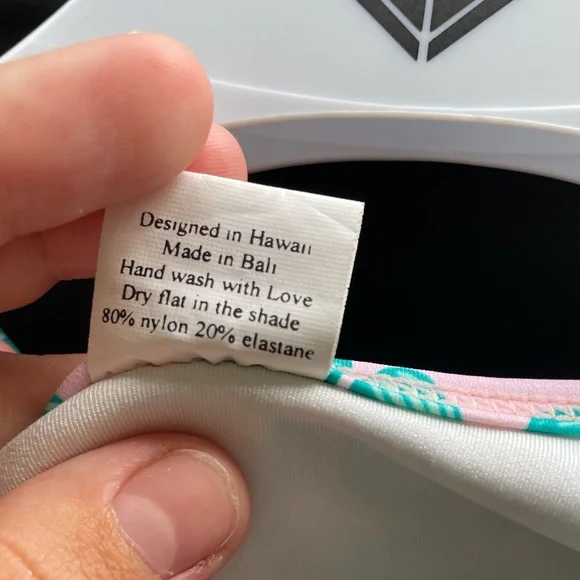 Designed in Hawaii
Made in Bali
Hand wash with Love
Dry flat in the shade
80% nylon 20% elastane